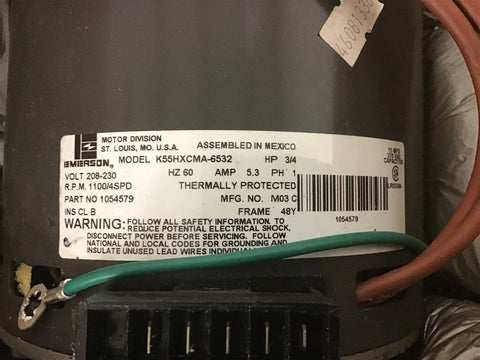 46081330
MOTOR DIVISION
ST. LOUIS, MO. U.S.A. ASSEMBLED IN MEXICO
EMERSON. MODEL K55HXCMA-6532 HP 3/4
VOLT 208-230 HZ 60 AMP 5.3 PH 1
R.P.M. 1100/4SPD THERMALLY PROTECTED
PART NO 1054579 MFG. NO. M03 C
INS CL B FRAME 48Y
1054579
WARNING: FOLLOW ALL SAFETY INFORMATION. TO
REDUCE POTENTIAL ELECTRICAL SHOCK,
DISCONNECT POWER BEFORE SERVICING. FOLLOW
NATIONAL AND LOCAL CODES FOR GROUNDING AND
INSULATE UNUSED LEAD WIRES INDIVIDUALLY
CAPACITOR